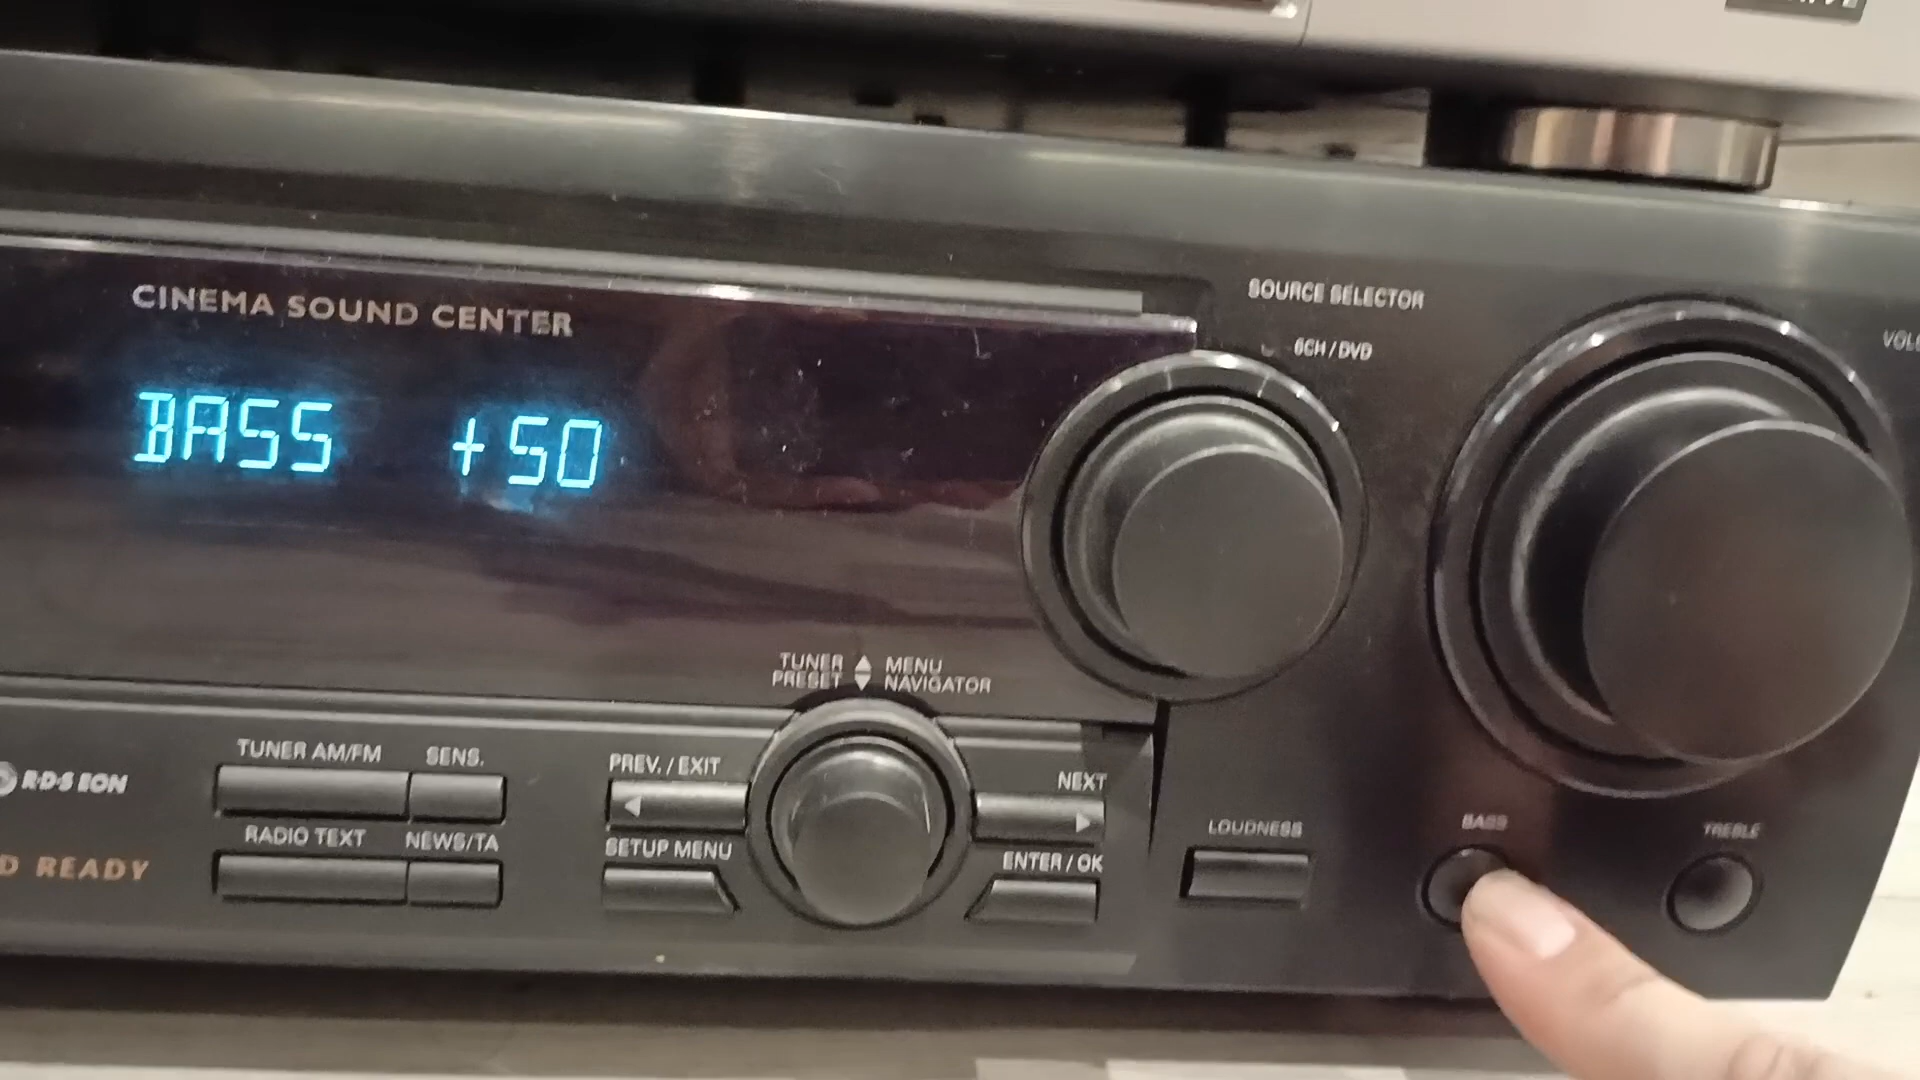 CINEMA SOUND CENTER
BASS +50
SOURCE SELECTOR
6CH / DVD
TUNER MENU
PRESET NAVIGATOR
R·D·S EON
TUNER AM/FM SENS.
RADIO TEXT NEWS/TA
READY
PREV. / EXIT
NEXT
SETUP MENU
ENTER / OK
LOUDNESS
BASS
TREBLE